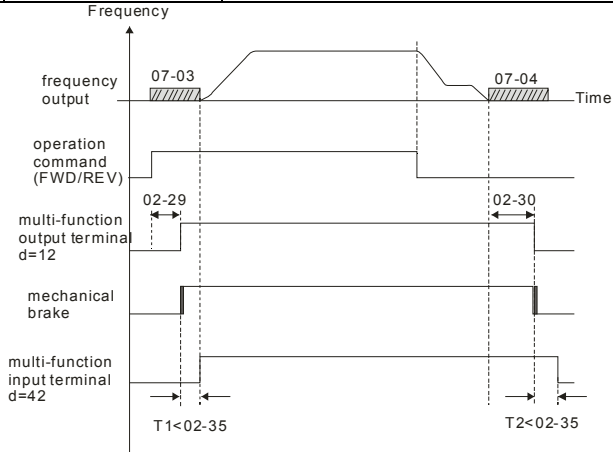 Frequency
frequency
output
07-03
07-04
Time
operation
command
(FWD/REV)
02-29
02-30
multi-function
output terminal
d=12
mechanical
brake
multi-function
input terminal
d=42
T1<02-35
T2<02-35